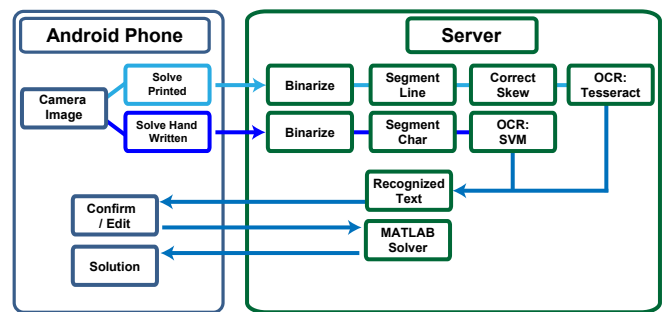 Android Phone
Server
Camera
Image
Solve
Printed
Binarize
Segment
Line
Correct
Skew
OCR:
Tesseract
Solve Hand
Written
Binarize
Segment
Char
OCR:
SVM
Recognized
Text
Confirm
/ Edit
MATLAB
Solver
Solution